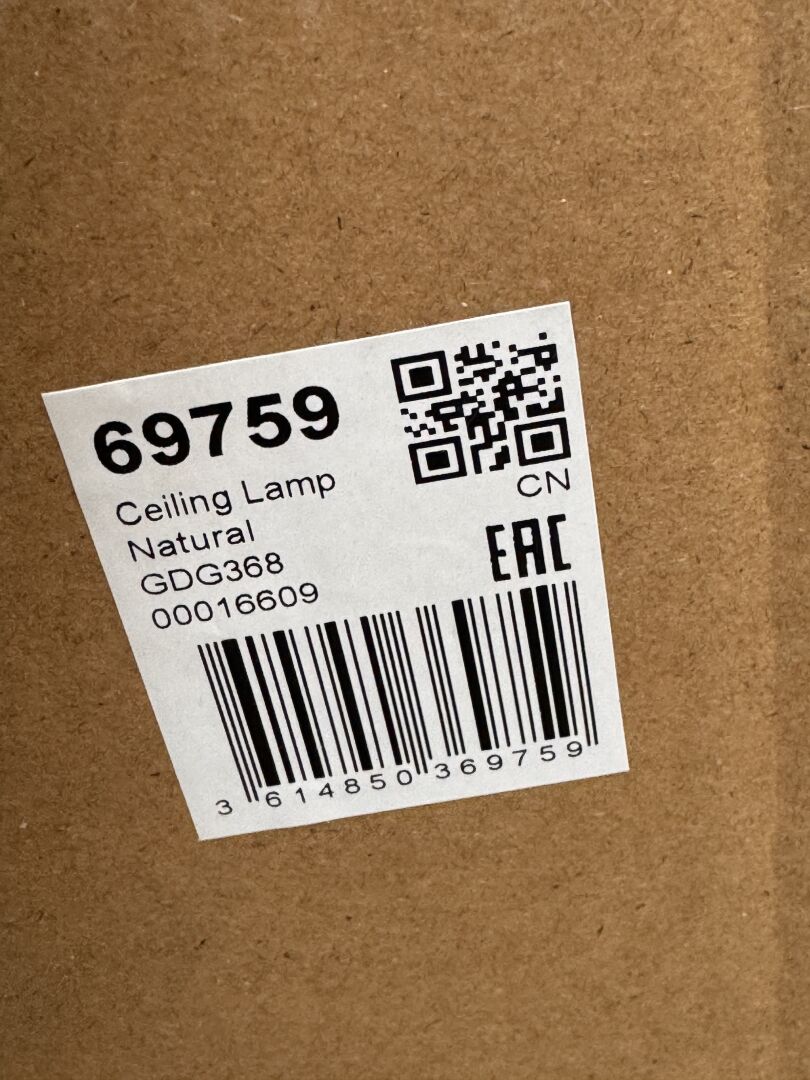 69759
Ceiling Lamp
Natural
GDG368
00016609
CN
EAC
3 614850 369759